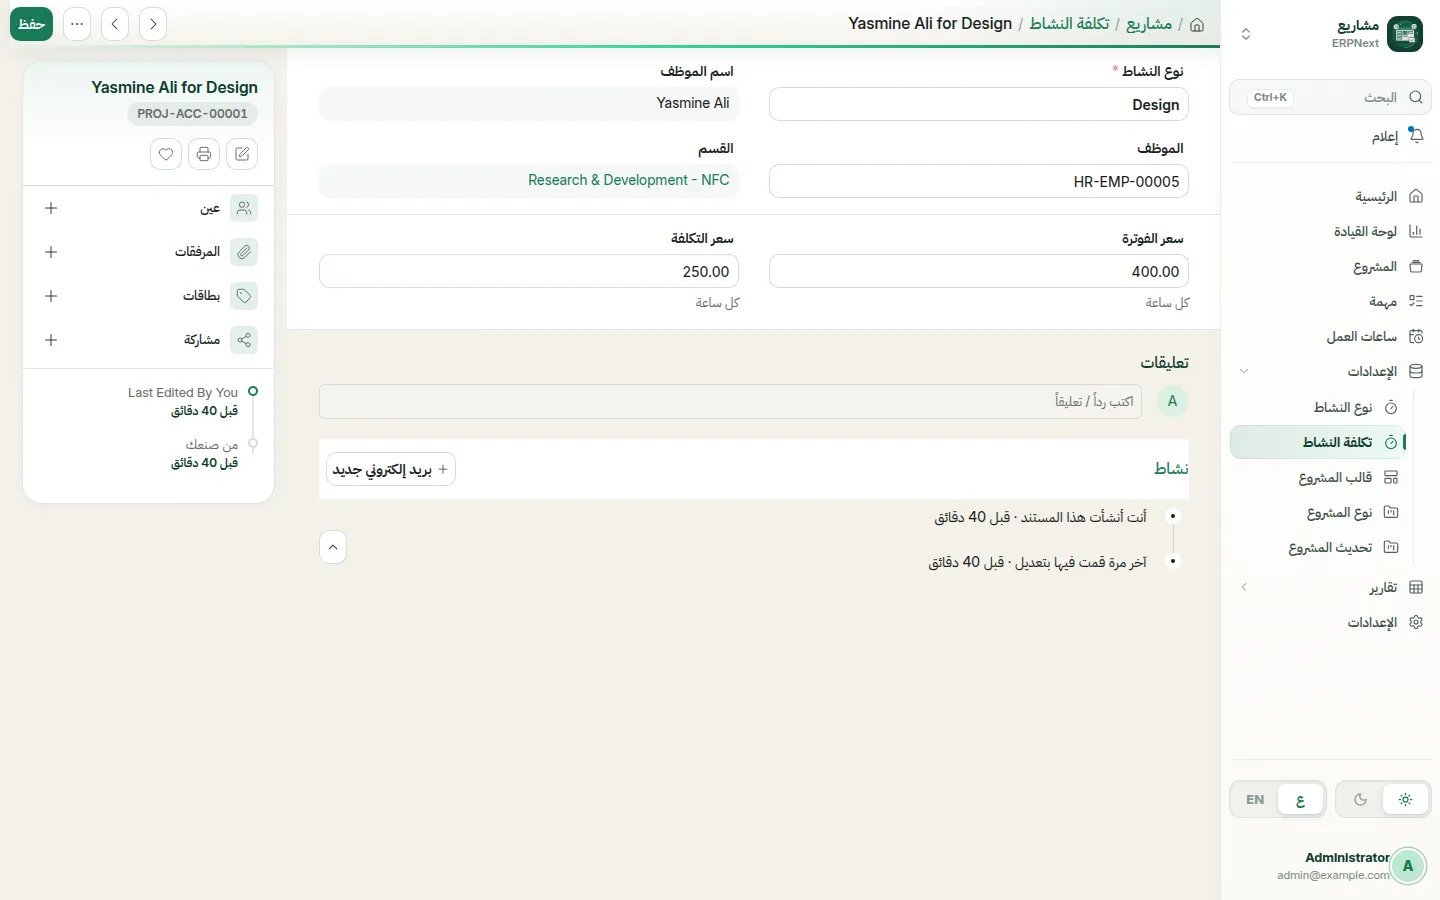 مشاريع
ERPNext
البحث
Ctrl+K
إعلام
الرئيسية
لوحة القيادة
المشروع
مهمة
ساعات العمل
الإعدادات
نوع النشاط
تكلفة النشاط
قالب المشروع
نوع المشروع
تحديث المشروع
تقارير
الإعدادات
ع
EN
Administrator
admin@example.com
A
مشاريع / تكلفة النشاط / Yasmine Ali for Design
حفظ
نوع النشاط *
Design
اسم الموظف
Yasmine Ali
الموظف
HR-EMP-00005
القسم
Research & Development - NFC
سعر الفوترة
400.00
كل ساعة
سعر التكلفة
250.00
كل ساعة
تعليقات
A
اكتب رداً / تعليقاً
نشاط
+ بريد إلكتروني جديد
أنت أنشأت هذا المستند · قبل 40 دقائق
آخر مرة قمت فيها بتعديل · قبل 40 دقائق
Yasmine Ali for Design
PROJ-ACC-00001
عين
المرفقات
بطاقات
مشاركة
Last Edited By You
قبل 40 دقائق
من صنعك
قبل 40 دقائق